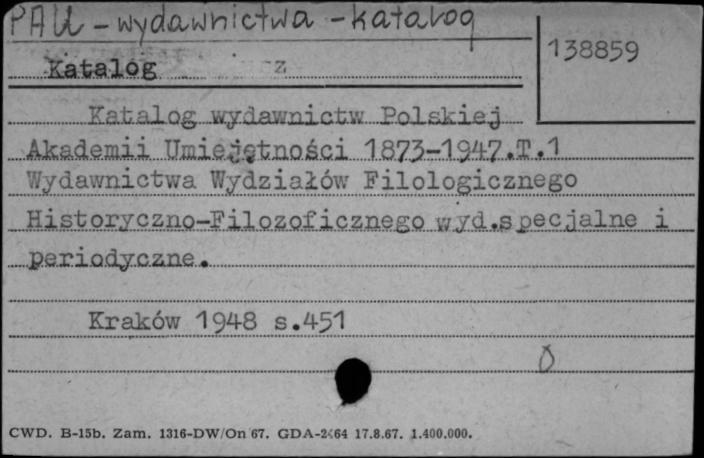 PAU - wydawnictwa - katalog
138859
Katalog
Katalog wydawnictw Polskiej
Akademii Umiejętności 1873-1947.T.1
Wydawnictwa Wydziałów Filologicznego
Historyczno-Filozoficznego wyd.specjalne i
periodyczne.
Kraków 1948 s.451
CWD. B-15b. Zam. 1316-DW/On 67. GDA-2464 17.8.67. 1.400.000.